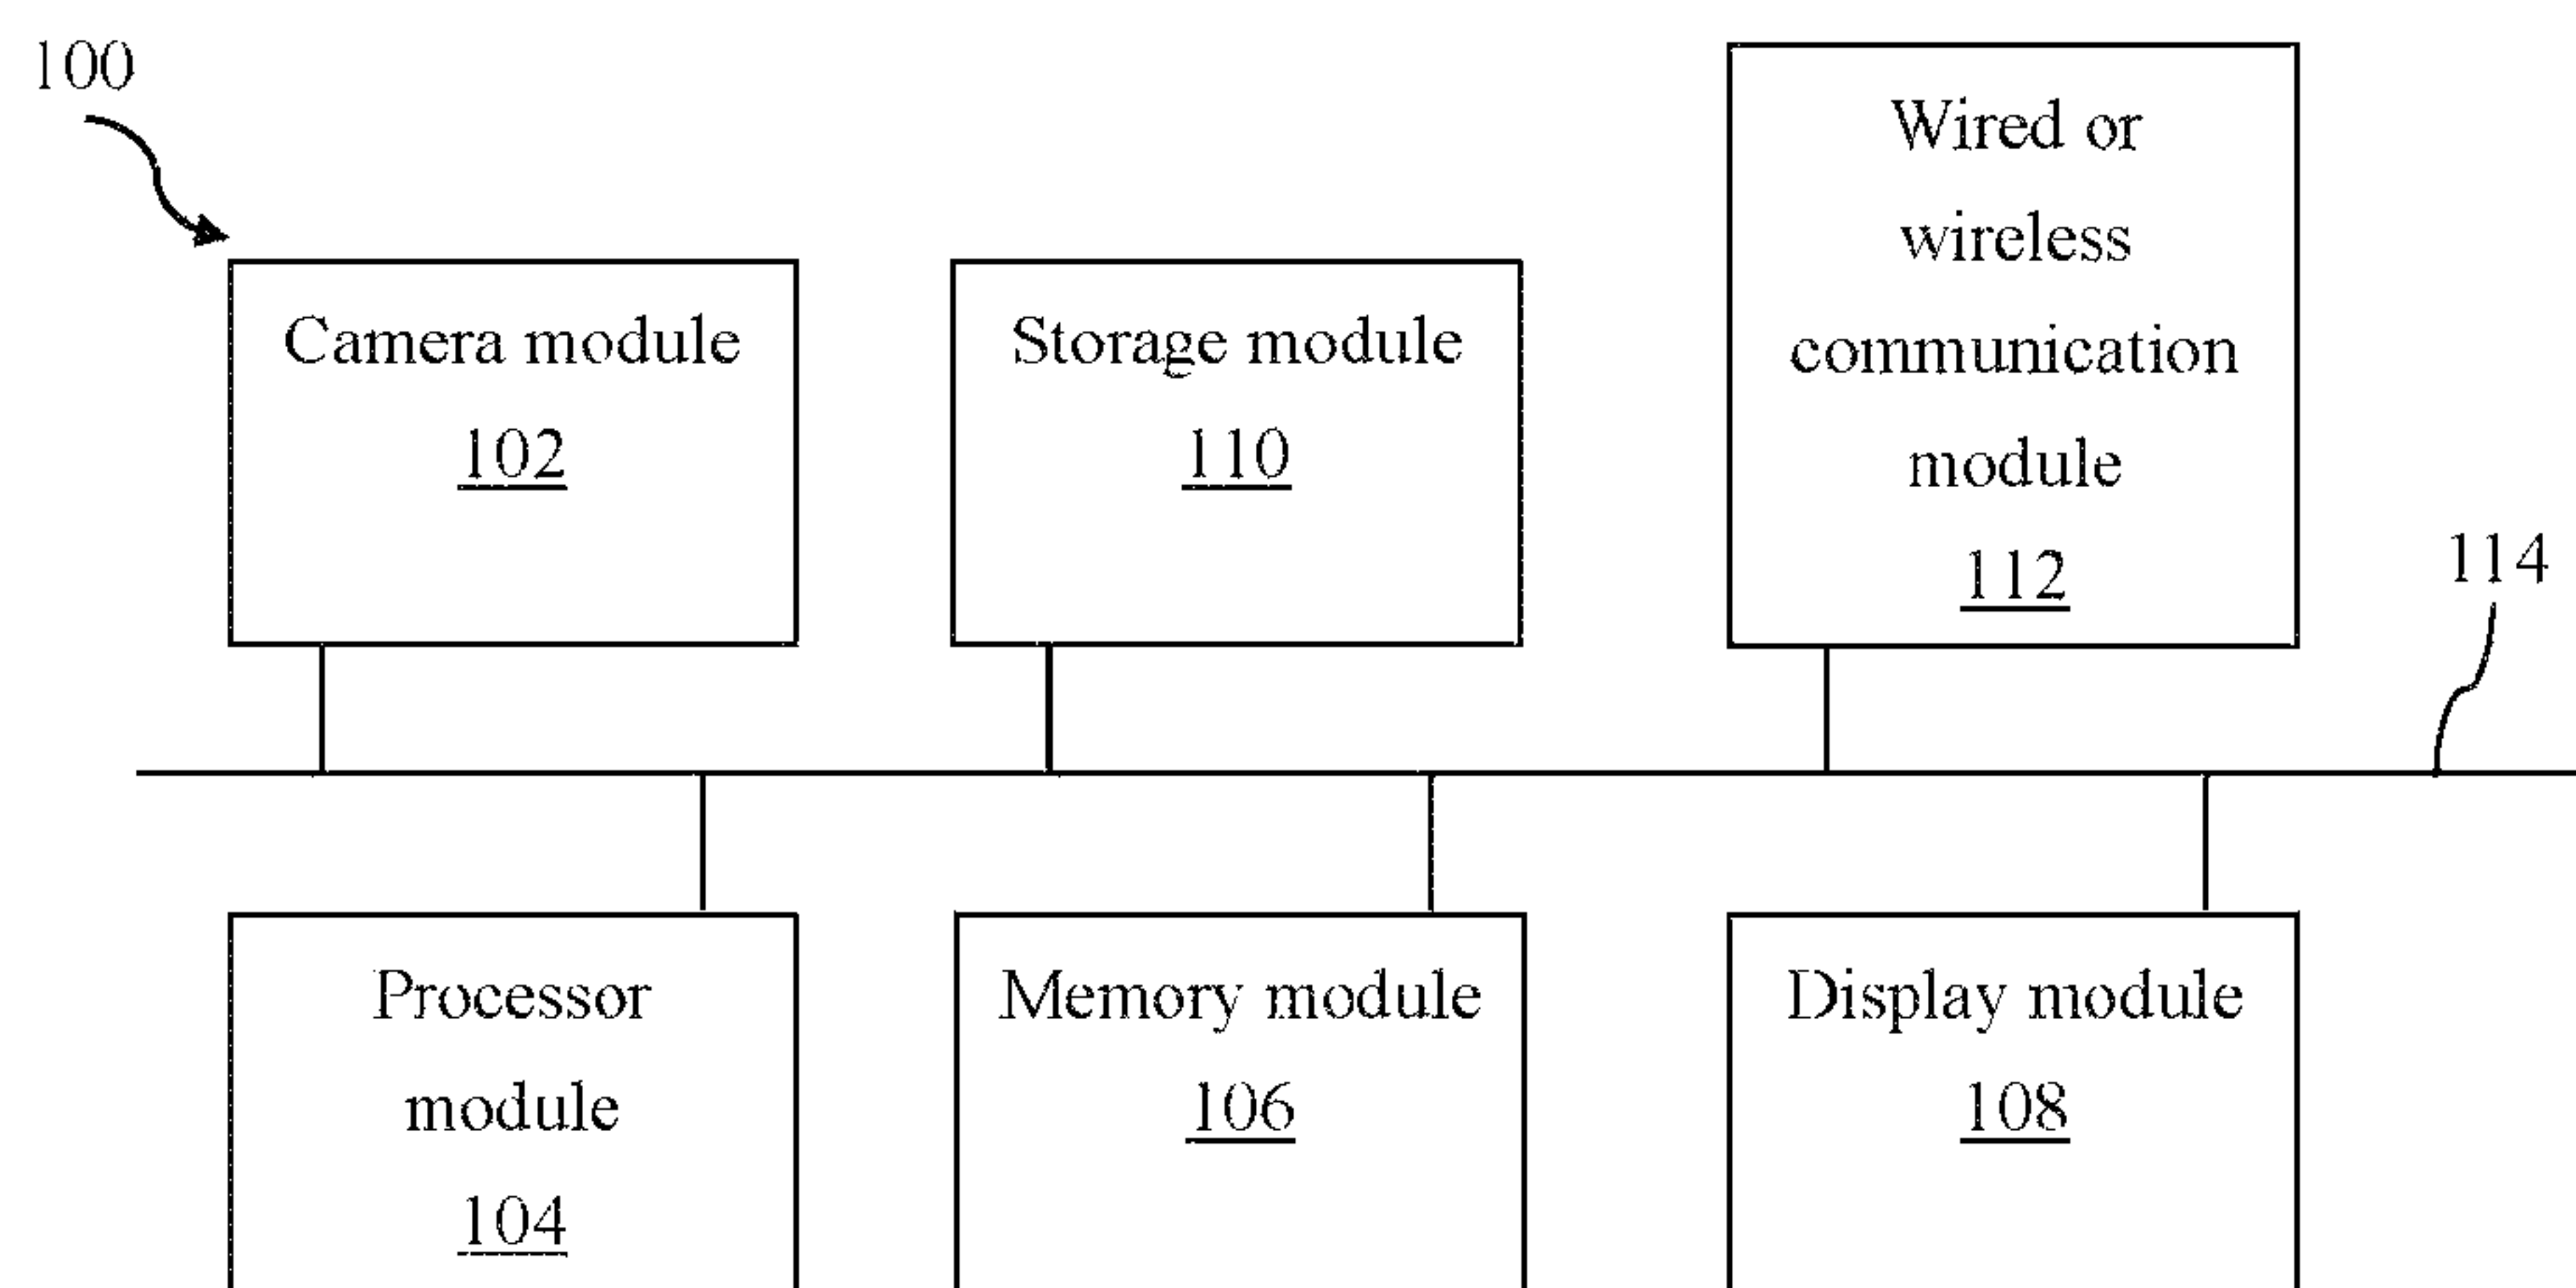 100
Camera module
102
Storage module
110
Wired or
wireless
communication
module
112
114
Processor
module
104
Memory module
106
Display module
108